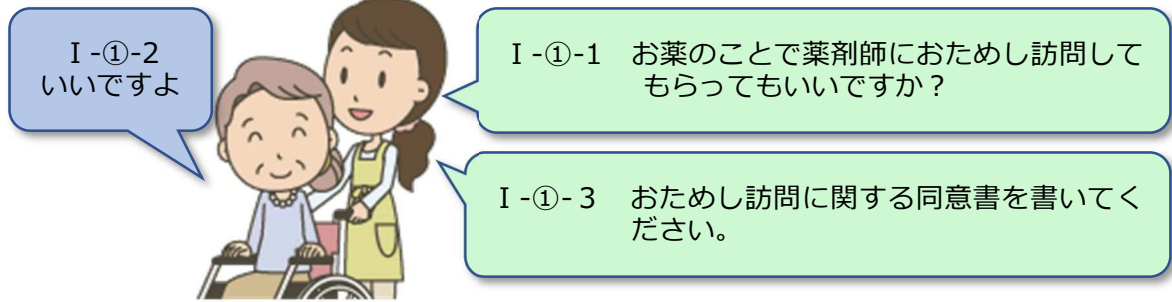 Ⅰ-①-2
いいですよ
Ⅰ-①-1　お薬のことで薬剤師におためし訪問して
もらってもいいですか？
Ⅰ-①-３　おためし訪問に関する同意書を書いてく
ださい。